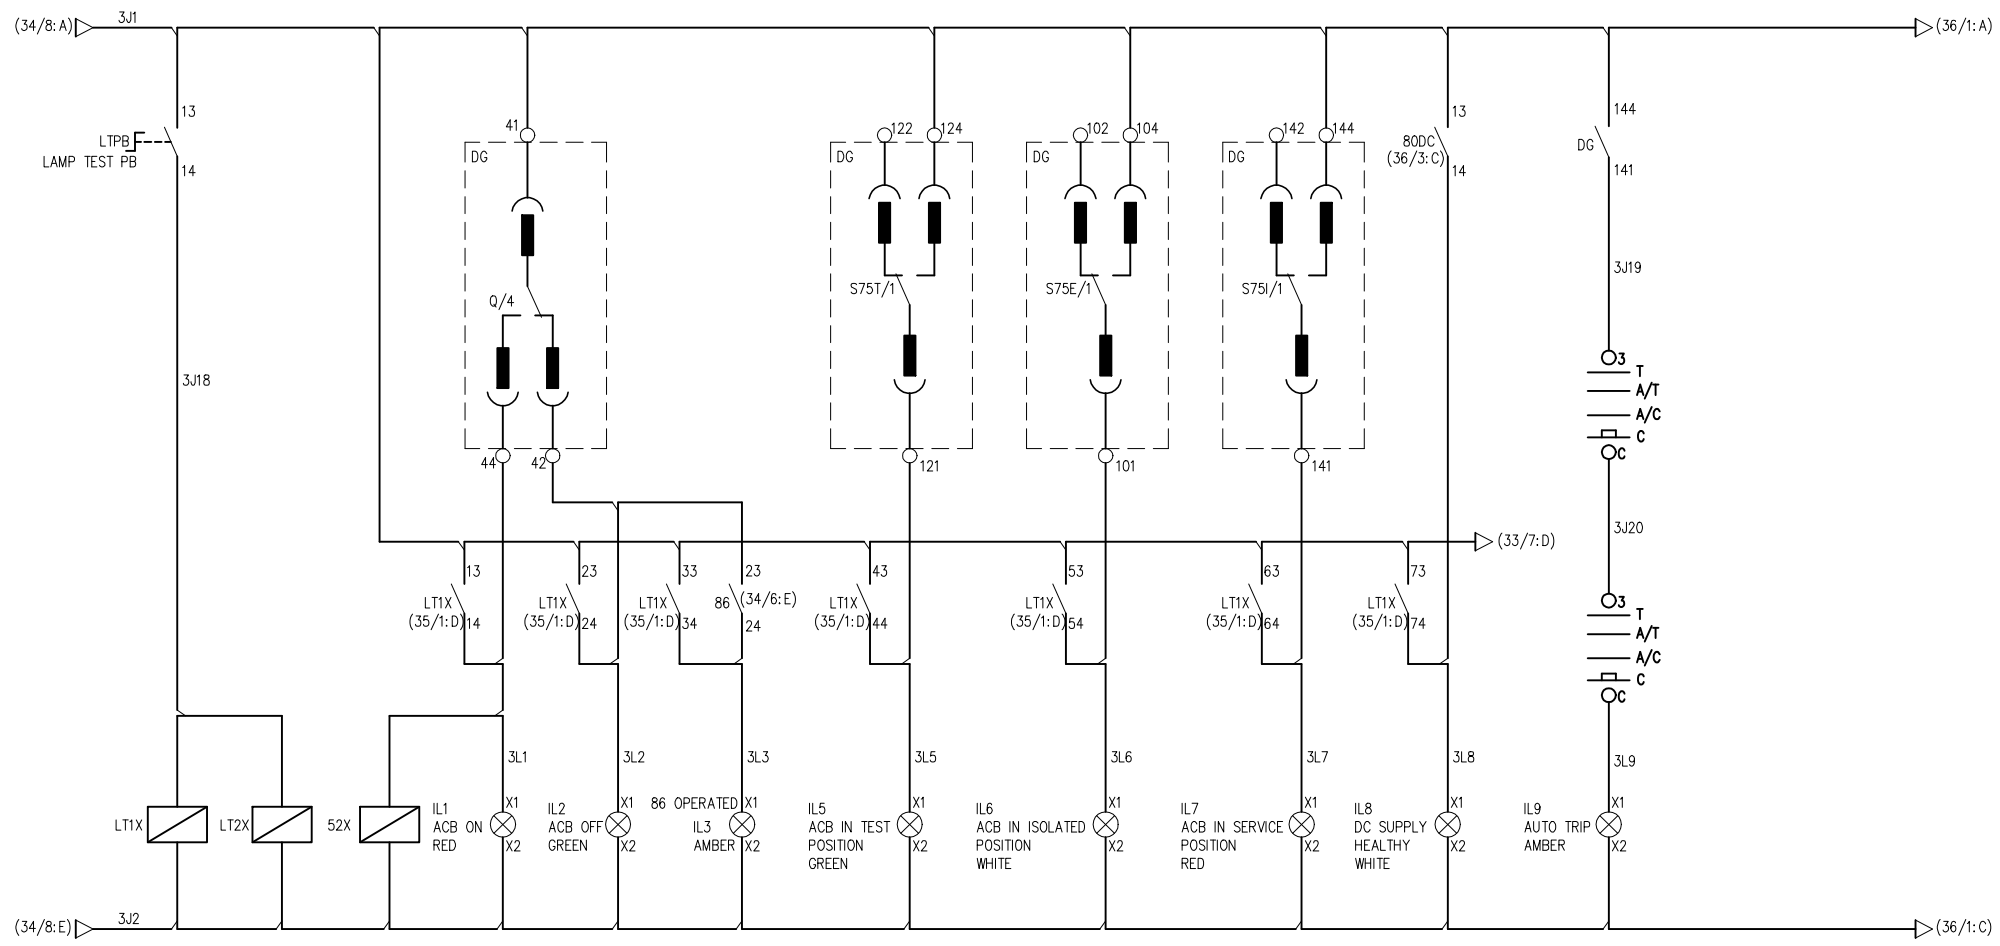 (34/8:A)
3J1
(36/1:A)
13
LTPB
LAMP TEST PB
14
41
DG
Q/4
44
42
122
124
DG
S75T/1
121
102
104
DG
S75E/1
101
142
144
DG
S75I/1
141
13
80DC
(36/3:C)
14
144
DG
141
3J19
3
T
A/T
A/C
C
C
3J18
3J20
(33/7:D)
13
LT1X
(35/1:D)
14
23
LT1X
(35/1:D)
24
33
LT1X
(35/1:D)
34
23
86
(34/6:E)
24
43
LT1X
(35/1:D)
44
53
LT1X
(35/1:D)
54
63
LT1X
(35/1:D)
64
73
LT1X
(35/1:D)
74
3
T
A/T
A/C
C
C
3L1
3L2
3L3
3L5
3L6
3L7
3L8
3L9
LT1X
LT2X
52X
IL1
ACB ON
RED
X1
X2
IL2
ACB OFF
GREEN
X1
X2
86 OPERATED
IL3
AMBER
X1
X2
IL5
ACB IN TEST
POSITION
GREEN
X1
X2
IL6
ACB IN ISOLATED
POSITION
WHITE
X1
X2
IL7
ACB IN SERVICE
POSITION
RED
X1
X2
IL8
DC SUPPLY
HEALTHY
WHITE
X1
X2
IL9
AUTO TRIP
AMBER
X1
X2
(34/8:E)
3J2
(36/1:C)